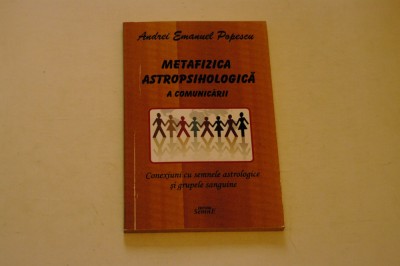 Andrei Emanuel Popescu
METAFIZICA
ASTROPSIHOLOGICĂ
A COMUNICĂRII
Conexiuni cu semnele astrologice
și grupele sanguine